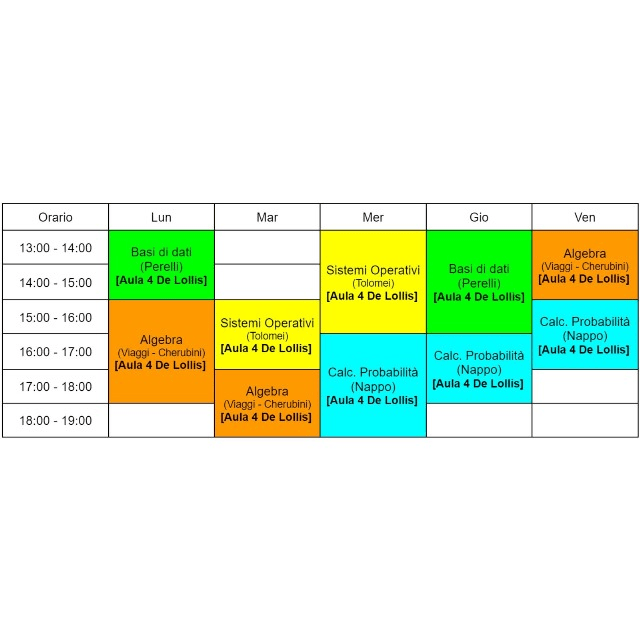 Orario Lun Mar Mer Gio Ven
13:00 - 14:00
14:00 - 15:00
15:00 - 16:00
16:00 - 17:00
17:00 - 18:00
18:00 - 19:00
Basi di dati
(Perelli)
[Aula 4 De Lollis]
Algebra
(Viaggi - Cherubini)
[Aula 4 De Lollis]
Sistemi Operativi
(Tolomei)
[Aula 4 De Lollis]
Algebra
(Viaggi - Cherubini)
[Aula 4 De Lollis]
Sistemi Operativi
(Tolomei)
[Aula 4 De Lollis]
Calc. Probabilità
(Nappo)
[Aula 4 De Lollis]
Basi di dati
(Perelli)
[Aula 4 De Lollis]
Calc. Probabilità
(Nappo)
[Aula 4 De Lollis]
Algebra
(Viaggi - Cherubini)
[Aula 4 De Lollis]
Calc. Probabilità
(Nappo)
[Aula 4 De Lollis]